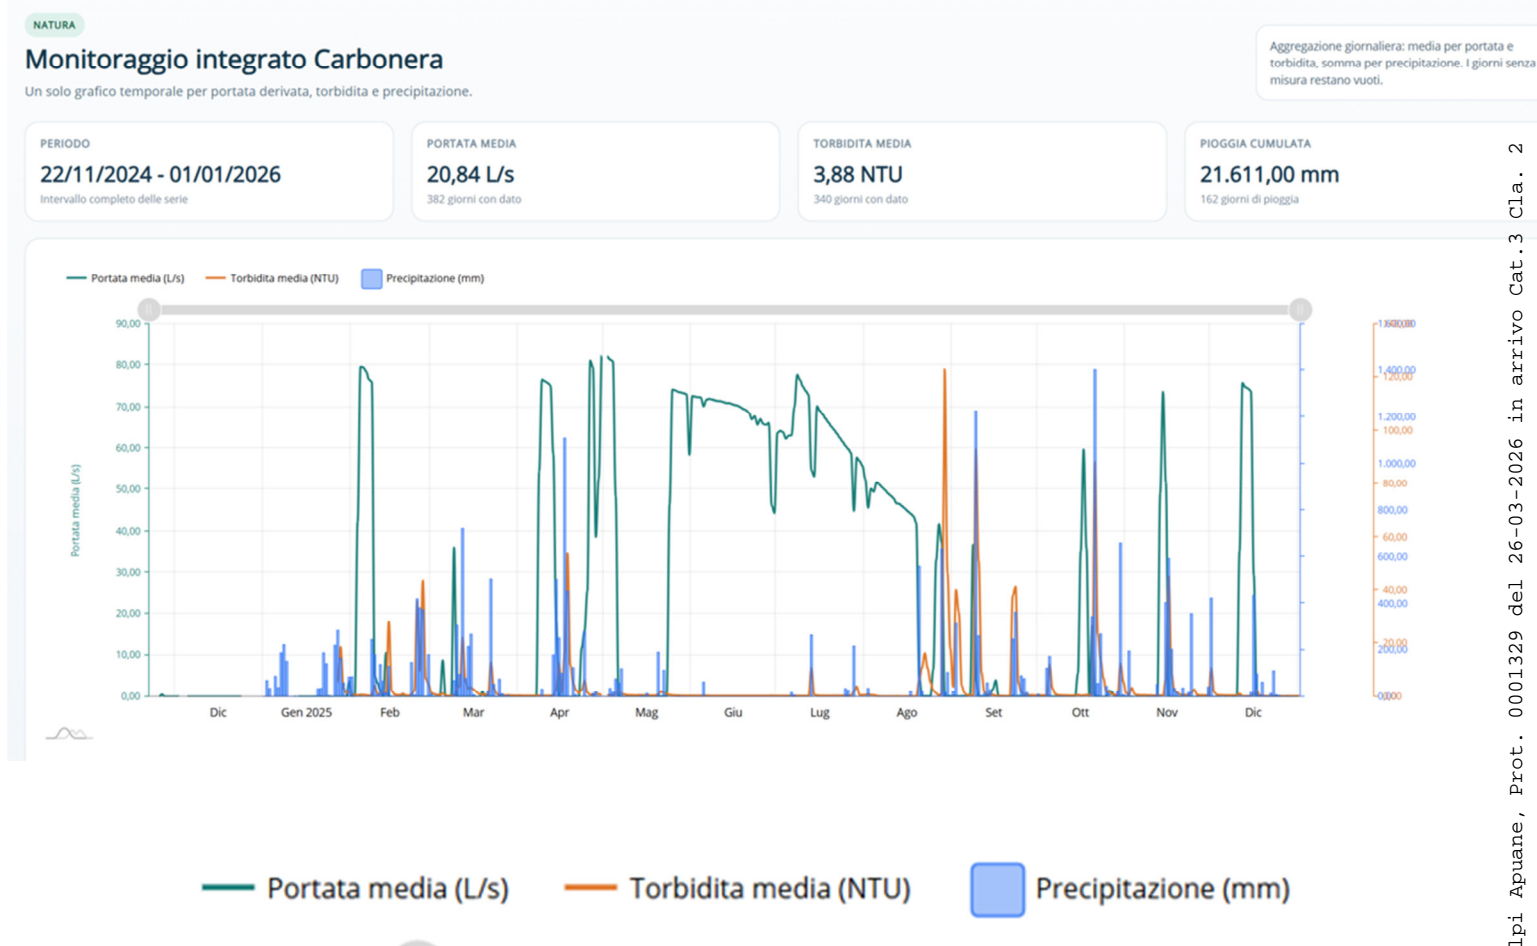 NATURA
Monitoraggio integrato Carbonera
Un solo grafico temporale per portata derivata, torbidita e precipitazione.
Aggregazione giornaliera: media per portata e
torbidita, somma per precipitazione. I giorni senza
misura restano vuoti.
PERIODO
22/11/2024 - 01/01/2026
Intervallo completo delle serie
PORTATA MEDIA
20,84 L/s
382 giorni con dato
TORBIDITA MEDIA
3,88 NTU
340 giorni con dato
PIOGGIA CUMULATA
21.611,00 mm
162 giorni di pioggia
Portata media (L/s) Torbidita media (NTU) Precipitazione (mm)
Portata media (L/s)
90,00
80,00
70,00
60,00
50,00
40,00
30,00
20,00
10,00
0,00
Dic Gen 2025 Feb Mar Apr Mag Giu Lug Ago Set Ott Nov Dic
1.400,00
120,00
1.200,00
100,00
1.000,00
80,00
800,00
60,00
600,00
40,00
400,00
20,00
200,00
Portata media (L/s) Torbidita media (NTU) Precipitazione (mm)
lpi Apuane, Prot. 0001329 del 26-03-2026 in arrivo Cat.3 Cla. 2